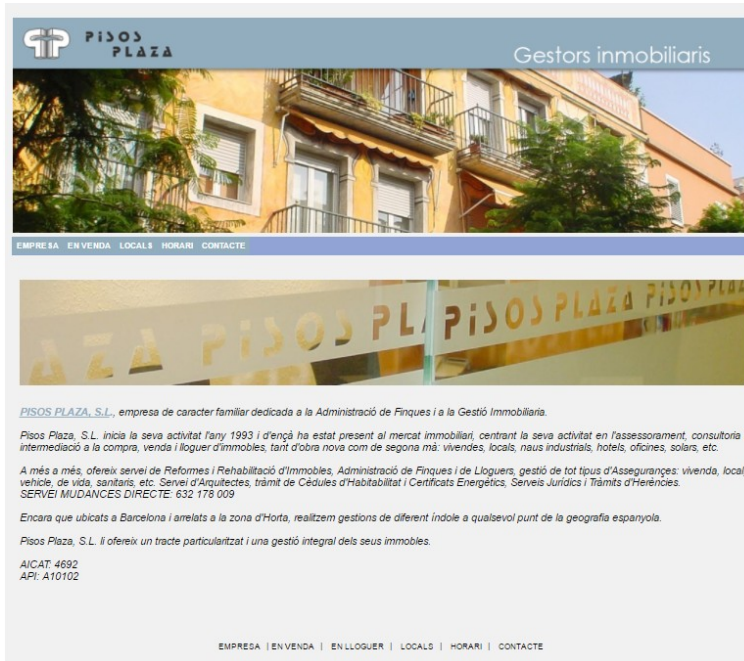 PISOS
PLAZA
Gestors inmobiliaris
EMPRESA EN VENDA LOCALS HORARI CONTACTE
AZA PISOS PLA PISOS PLAZA PISOS PLAZ
PISOS PLAZA, S.L., empresa de caracter familiar dedicada a la Administració de Finques i a la Gestió Immobiliaria.
Pisos Plaza, S.L. inicia la seva activitat l'any 1993 i d'ençà ha estat present al mercat immobiliari, centrant la seva activitat en l'assessorament, consultoria
intermediació a la compra, venda i lloguer d'immobles, tant d'obra nova com de segona mà: vivendes, locals, naus industrials, hotels, oficines, solars, etc.
A més a més, ofereix servei de Reformes i Rehabilitació d'Immobles, Administració de Finques i de Lloguers, gestió de tot tipus d'Assegurançes: vivenda, local,
vehicle, de vida, sanitaris, etc. Servei d'Arquitectes, tràmit de Cèdules d'Habitabilitat i Certificats Energétics, Serveis Jurídics i Tràmits d'Herències.
SERVEI MUDANCES DIRECTE: 632 178 009
Encara que ubicats a Barcelona i arrelats a la zona d'Horta, realitzem gestions de diferent índole a qualsevol punt de la geografia espanyola.
Pisos Plaza, S.L. li ofereix un tracte particularitzat i una gestió integral dels seus immobles.
AICAT: 4692
API: A10102
EMPRESA | EN VENDA | EN LLOGUER | LOCALS | HORARI | CONTACTE